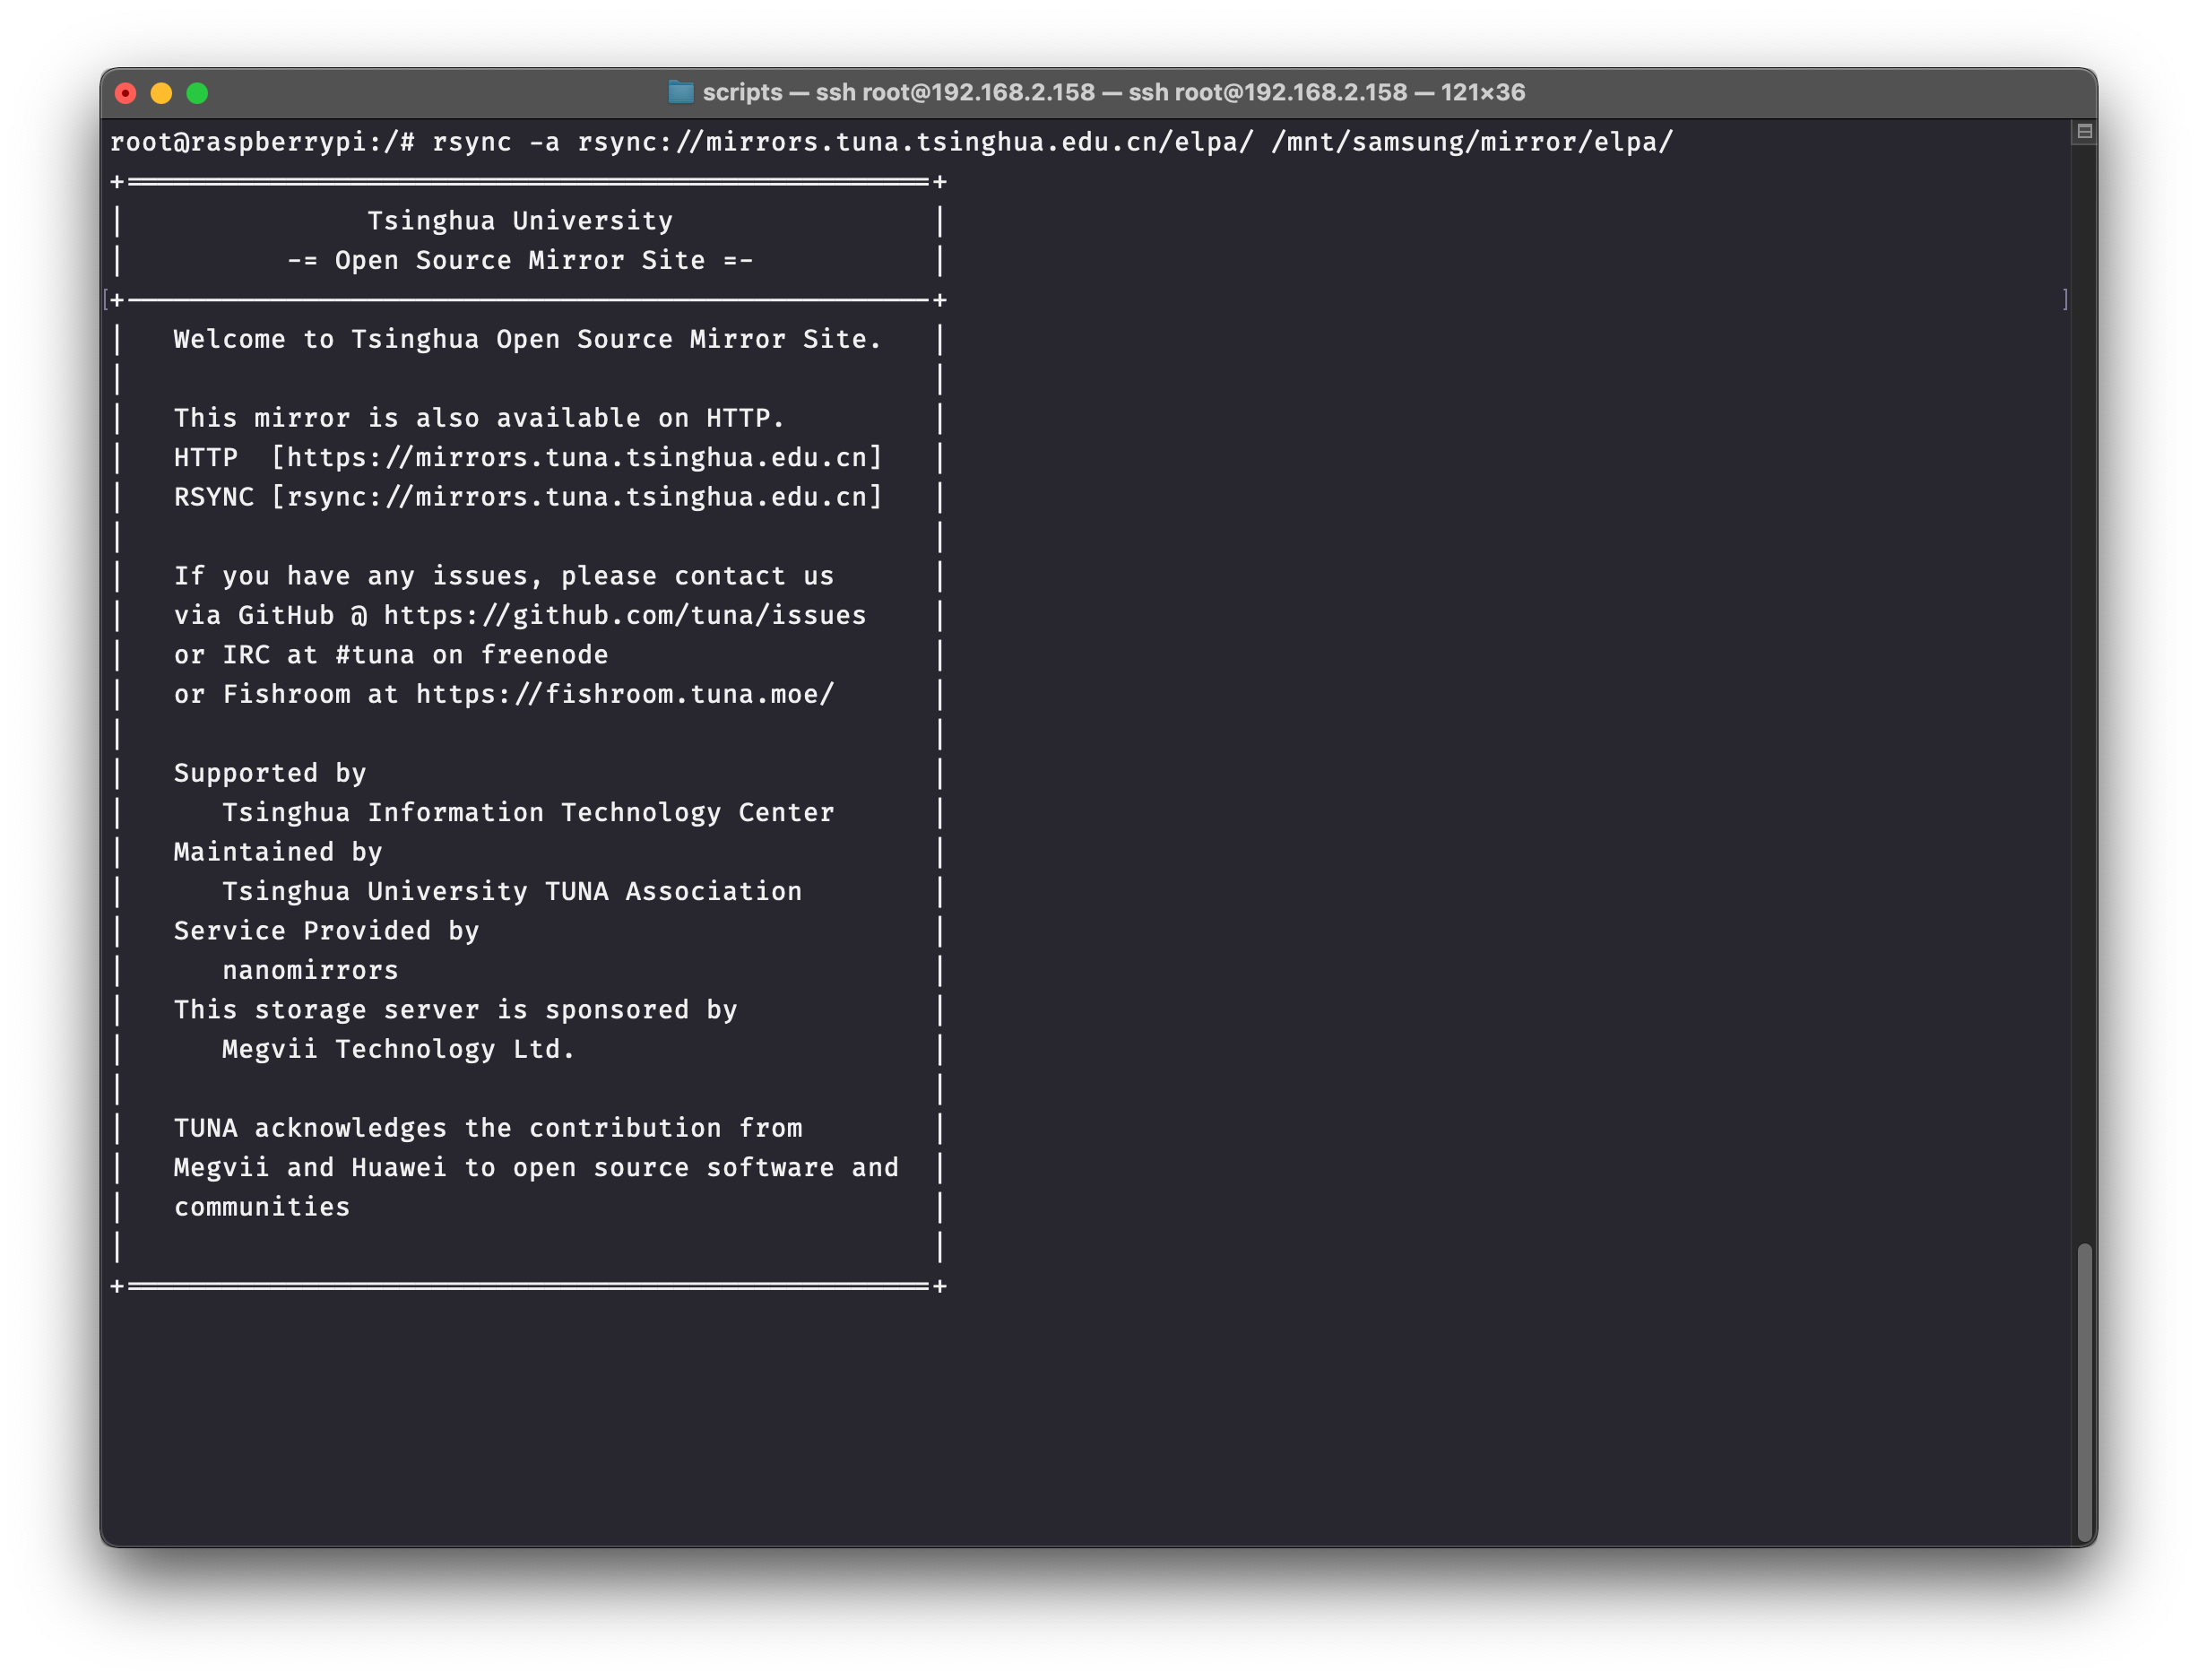 scripts — ssh root@192.168.2.158 — ssh root@192.168.2.158 — 121×36
root@raspberrypi:/# rsync -a rsync://mirrors.tuna.tsinghua.edu.cn/elpa/ /mnt/samsung/mirror/elpa/
+==================================================+
|               Tsinghua University                |
|          -= Open Source Mirror Site =-           |
+--------------------------------------------------+
|   Welcome to Tsinghua Open Source Mirror Site.   |
|                                                  |
|   This mirror is also available on HTTP.         |
|   HTTP  [https://mirrors.tuna.tsinghua.edu.cn]   |
|   RSYNC [rsync://mirrors.tuna.tsinghua.edu.cn]   |
|                                                  |
|   If you have any issues, please contact us      |
|   via GitHub @ https://github.com/tuna/issues    |
|   or IRC at #tuna on freenode                    |
|   or Fishroom at https://fishroom.tuna.moe/      |
|                                                  |
|   Supported by                                   |
|      Tsinghua Information Technology Center      |
|   Maintained by                                  |
|      Tsinghua University TUNA Association        |
|   Service Provided by                            |
|      nanomirrors                                 |
|   This storage server is sponsored by            |
|      Megvii Technology Ltd.                      |
|                                                  |
|   TUNA acknowledges the contribution from        |
|   Megvii and Huawei to open source software and  |
|   communities                                    |
|                                                  |
+==================================================+